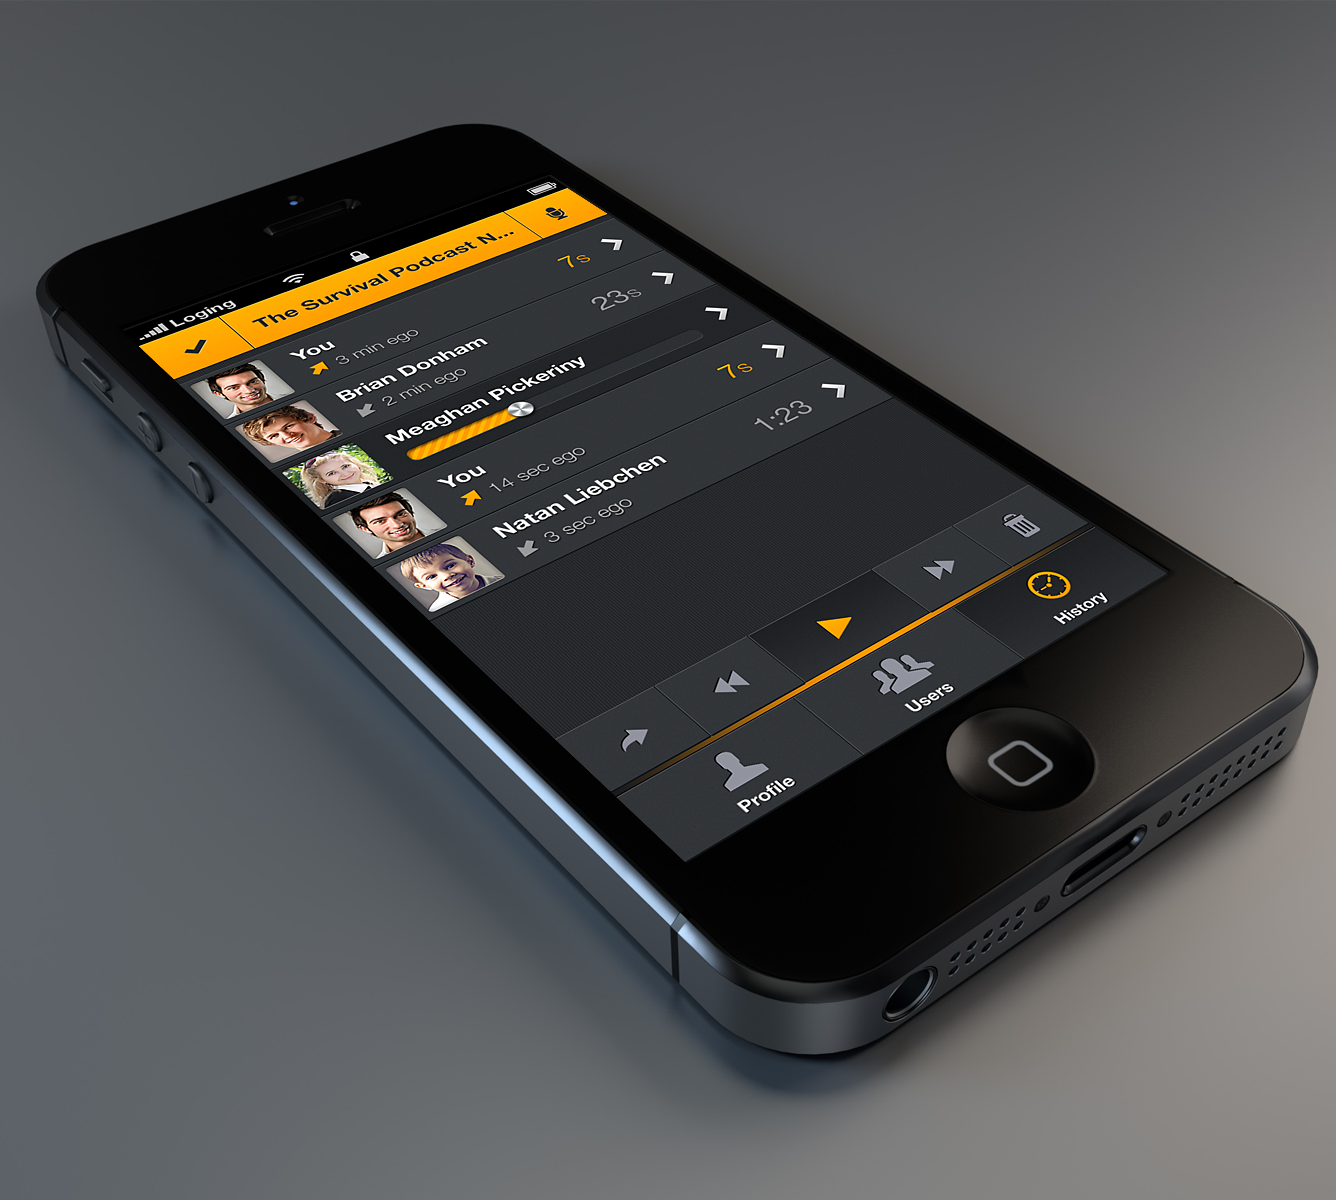 Loging
The Survival Podcast N...
You
3 min ego
7s
Brian Donham
2 min ego
23s
Meaghan Pickeriny
You
14 sec ego
7s
Natan Liebchen
3 sec ego
1:23
Profile
Users
History